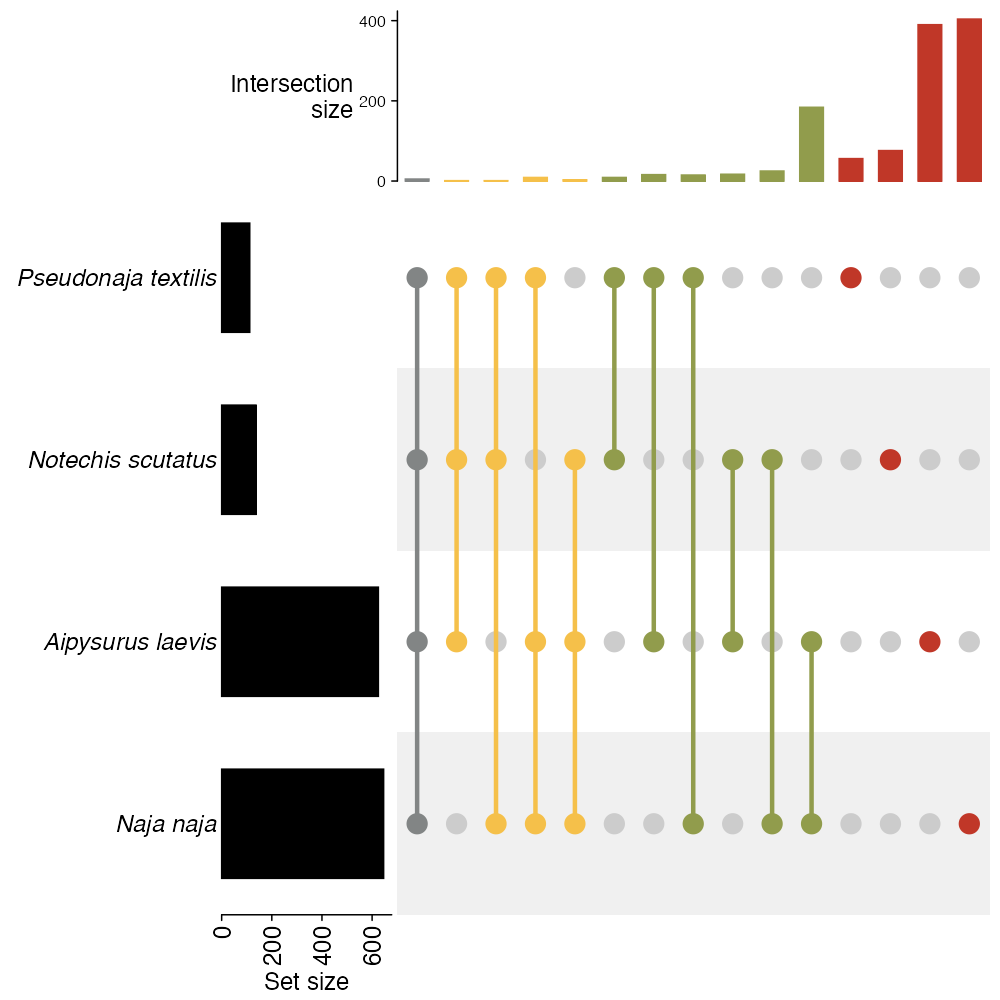 400
Intersection
size
200
0
Pseudonaja textilis
Notechis scutatus
Aipysurus laevis
Naja naja
0
200
400
600
Set size